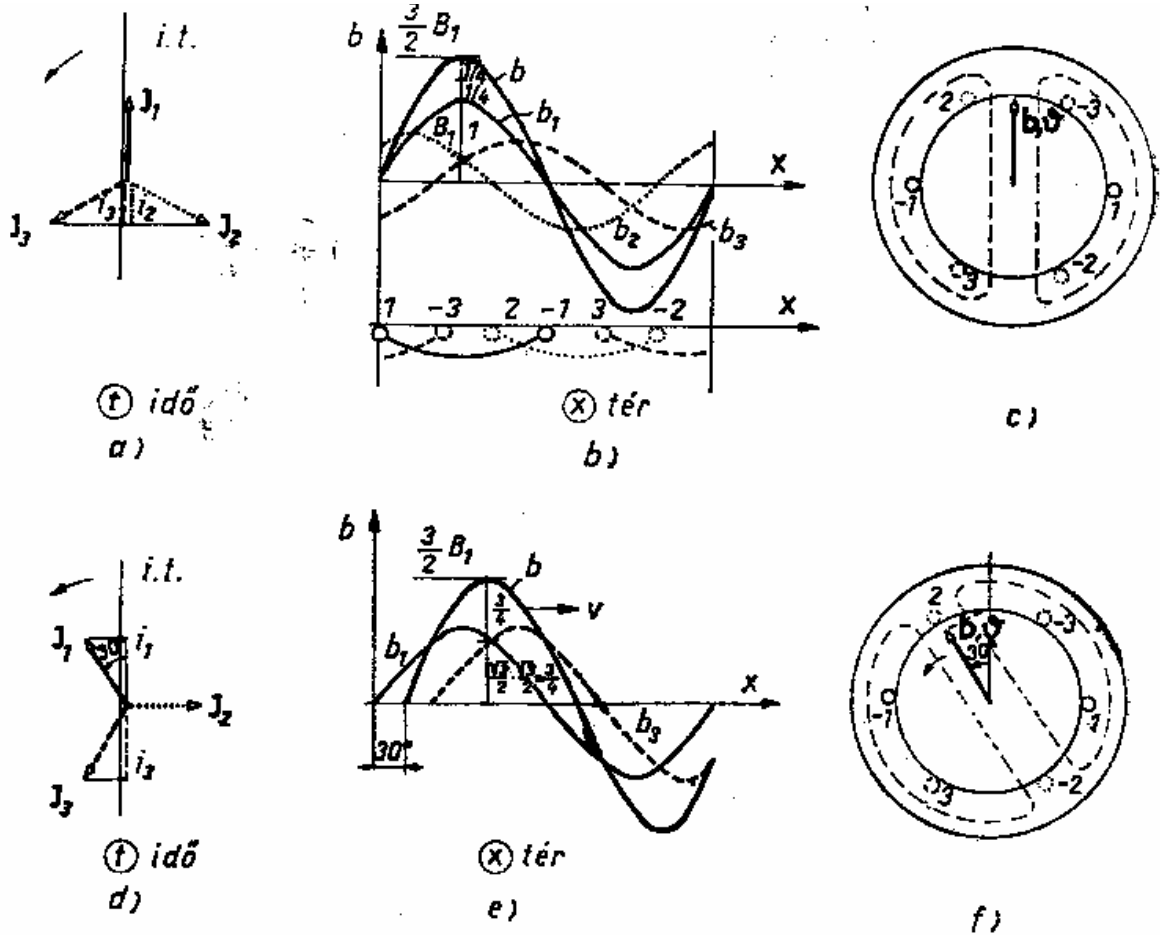 i.t.
J1
J3 i3 i2 J2
t idő
a)
b 3/2 B1
b
1/4
1/4
b1
B1 1
x
b2 b3
1 -3 2 -1 3 -2 x
x tér
b)
2 -3
b,ϑ
-1 1
3 -2
c)
i.t.
J1 30° i1
J2
J3 i3
t idő
d)
b 3/2 B1
b
3/4 v
b1
x
b3
30°
x tér
e)
2 -3
b,ϑ
30°
-1 1
3 -2
f)